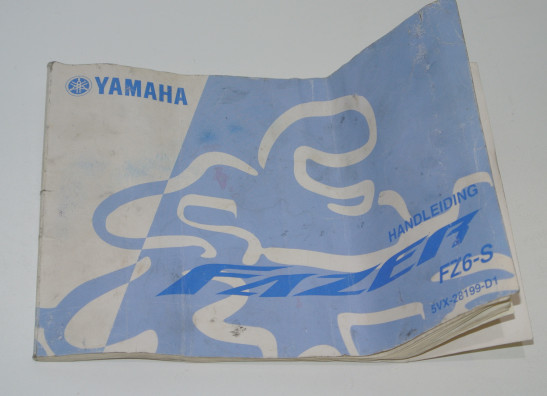 YAMAHA
HANDLEIDING
FAZER
FZ6-S
5VX-28199-D1